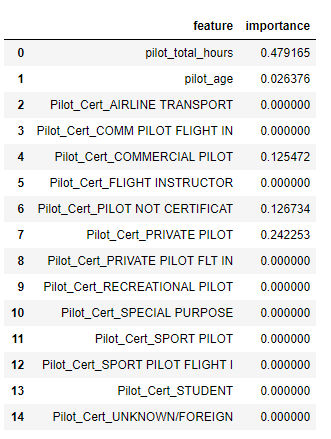 feature importance
0 pilot_total_hours 0.479165
1 pilot_age 0.026376
2 Pilot_Cert_AIRLINE TRANSPORT 0.000000
3 Pilot_Cert_COMM PILOT FLIGHT IN 0.000000
4 Pilot_Cert_COMMERCIAL PILOT 0.125472
5 Pilot_Cert_FLIGHT INSTRUCTOR 0.000000
6 Pilot_Cert_PILOT NOT CERTIFICAT 0.126734
7 Pilot_Cert_PRIVATE PILOT 0.242253
8 Pilot_Cert_PRIVATE PILOT FLT IN 0.000000
9 Pilot_Cert_RECREATIONAL PILOT 0.000000
10 Pilot_Cert_SPECIAL PURPOSE 0.000000
11 Pilot_Cert_SPORT PILOT 0.000000
12 Pilot_Cert_SPORT PILOT FLIGHT I 0.000000
13 Pilot_Cert_STUDENT 0.000000
14 Pilot_Cert_UNKNOWN/FOREIGN 0.000000